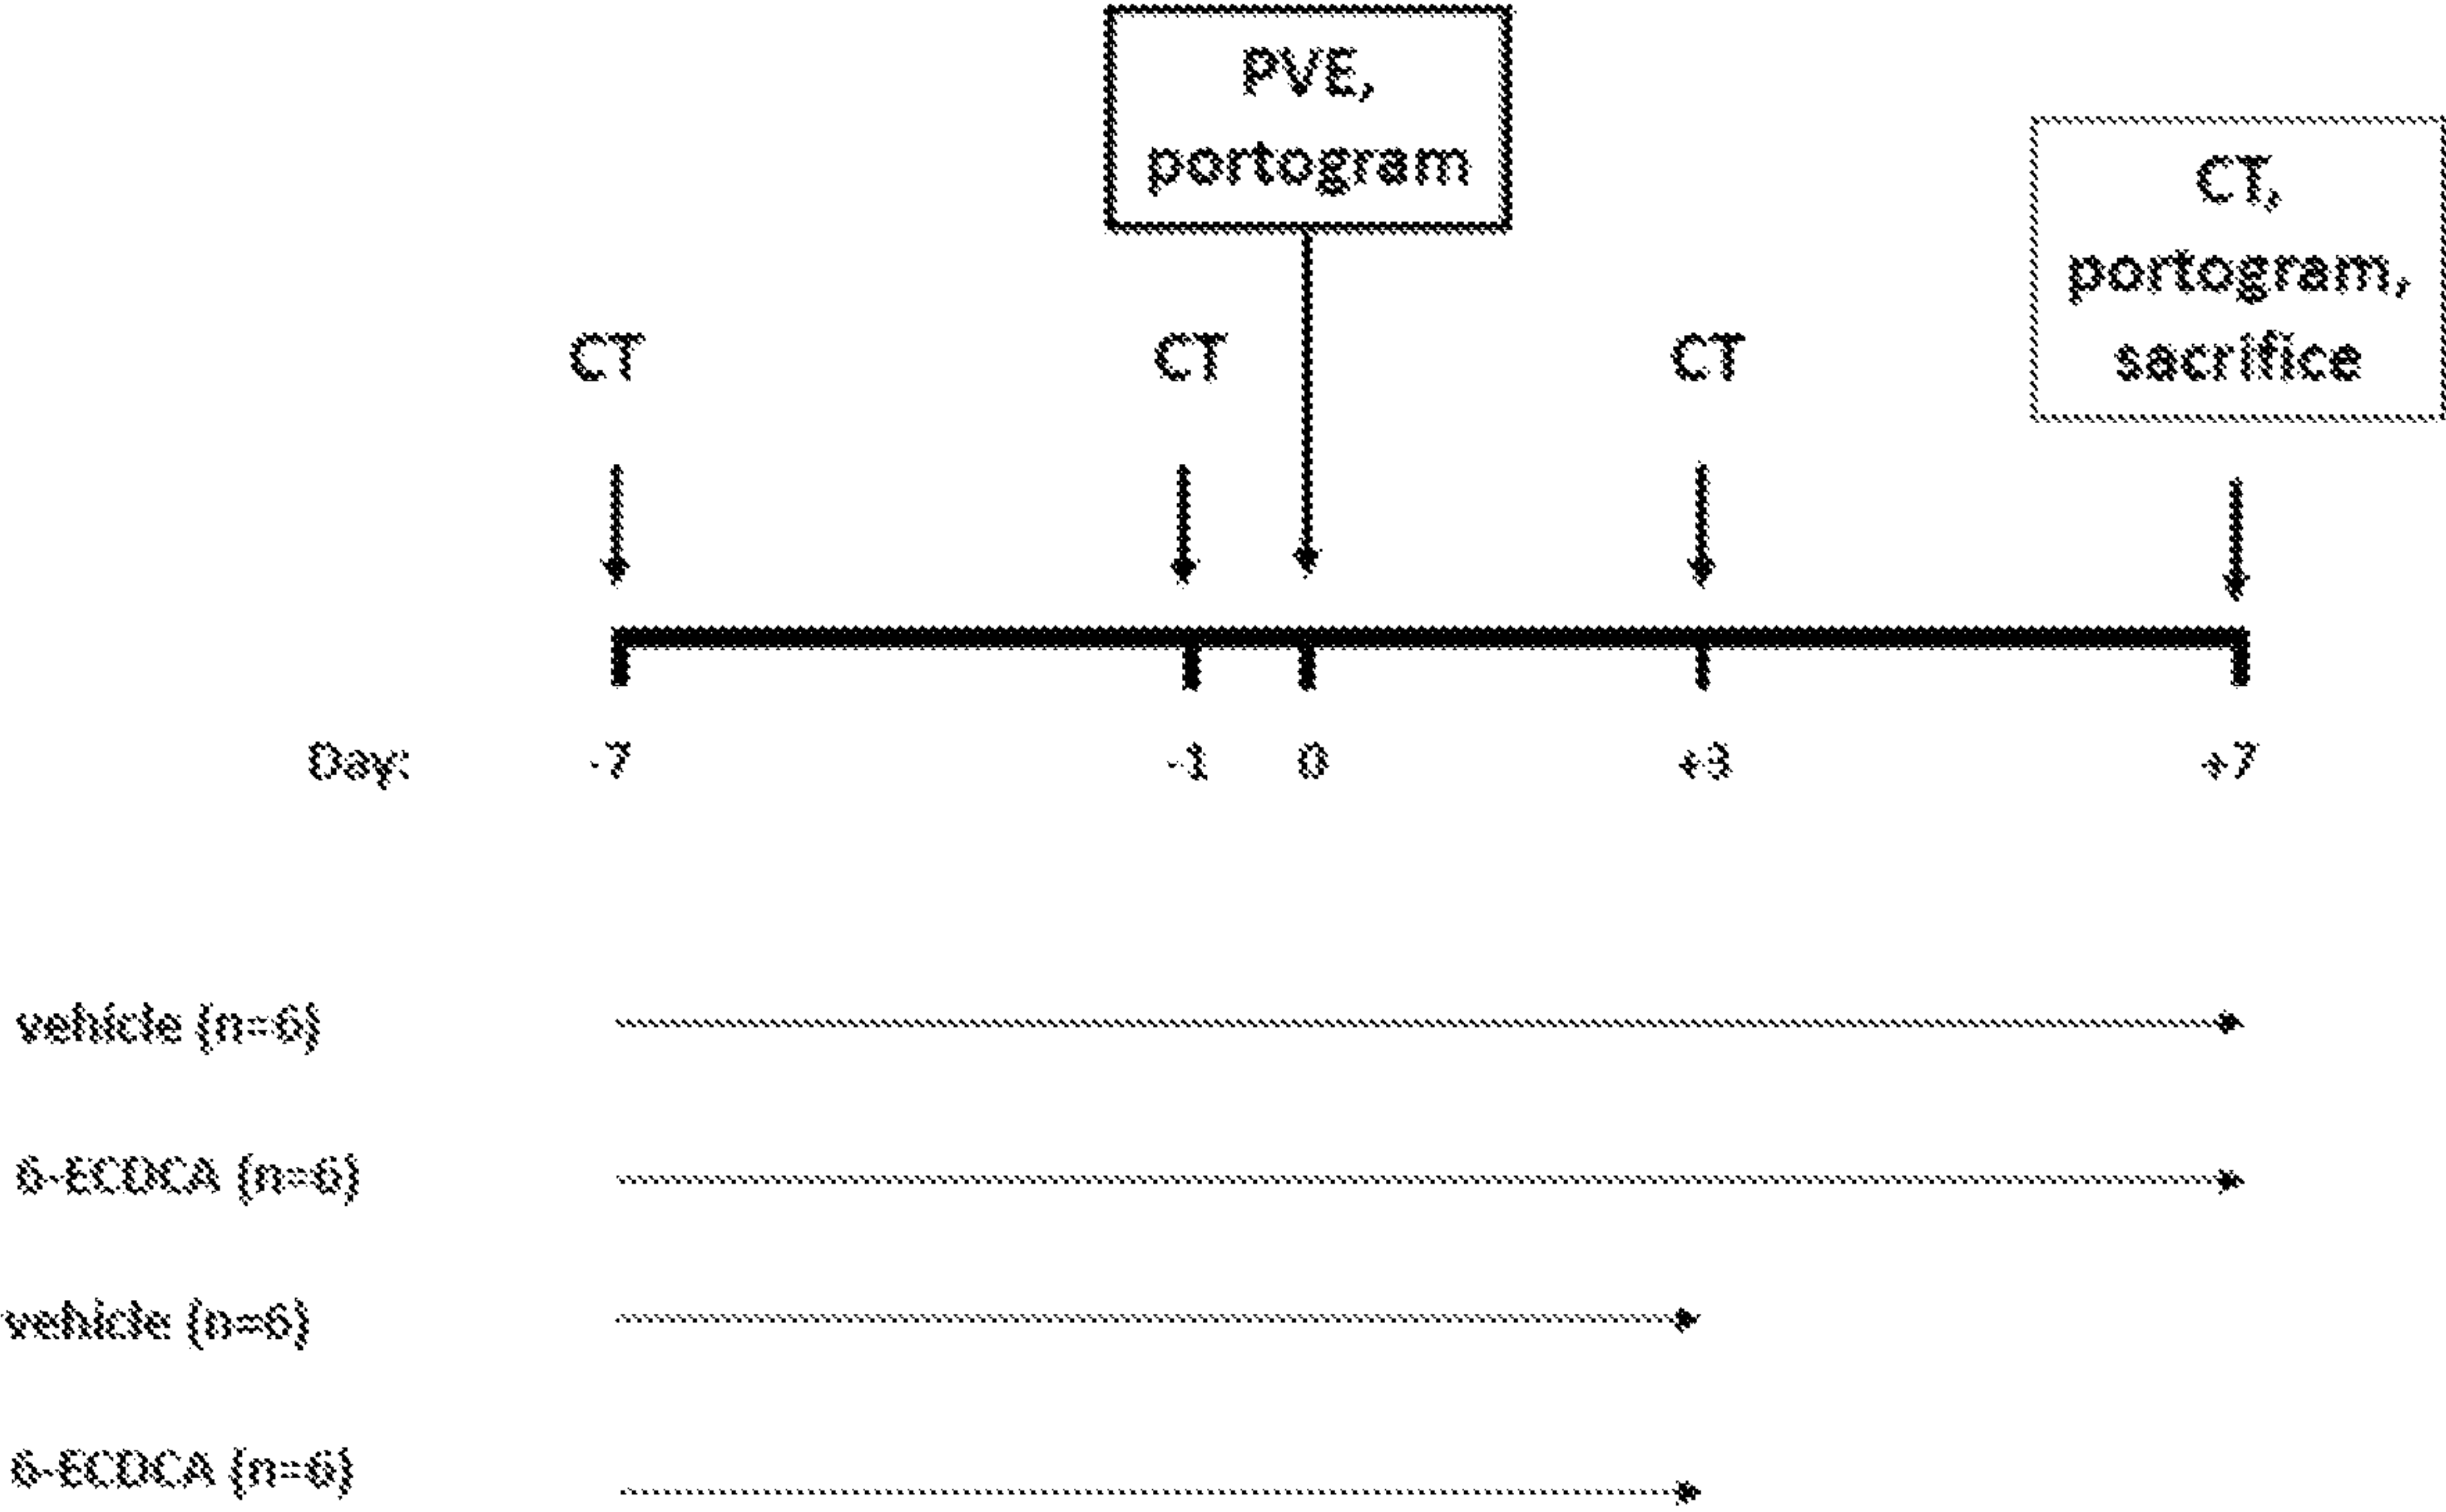 PVE,
portogram
CT,
portogram,
sacrifice
CT CT CT
Day: -7 -1 0 +3 +7
vehicle (n=6)
6-ECDCA (n=6)
vehicle (n=6)
6-ECDCA (n=6)